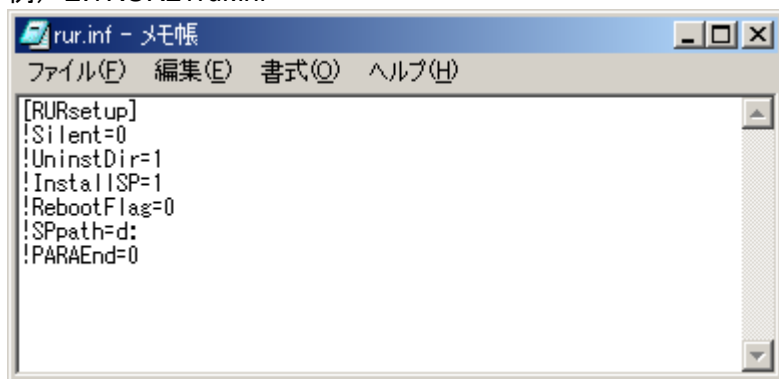 rur.inf - メモ帳
ファイル(F) 編集(E) 書式(O) ヘルプ(H)
[RURsetup]
!Silent=0
!UninstDir=1
!InstallSP=1
!RebootFlag=0
!SPpath=d:
!PARAEnd=0